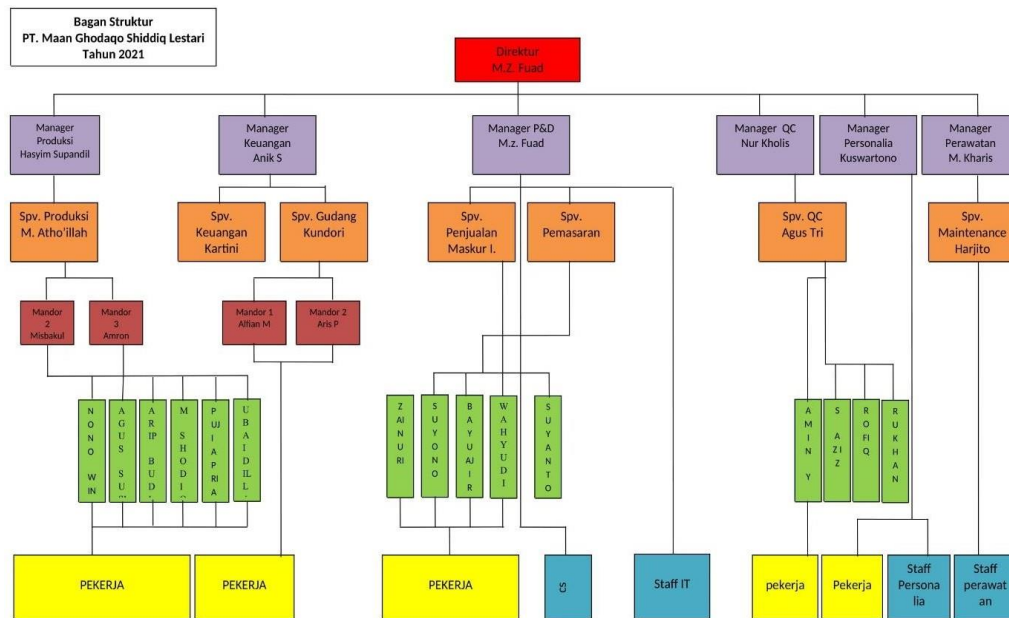 Bagan Struktur
PT. Maan Ghodaqo Shiddiq Lestari
Tahun 2021
Direktur
M.Z. Fuad
Manager
Produksi
Hasyim Supandil
Manager
Keuangan
Anik S
Manager P&D
M.z. Fuad
Manager QC
Nur Kholis
Manager
Personalia
Kuswartono
Manager
Perawatan
M. Kharis
Spv. Produksi
M. Atho'illah
Spv.
Keuangan
Kartini
Spv. Gudang
Kundori
Spv.
Penjualan
Maskur I.
Spv.
Pemasaran
Spv. QC
Agus Tri
Spv.
Maintenance
Harjito
Mandor
2
Misbakul
Mandor
3
Amron
Mandor 1
Alfian M
Mandor 2
Aris P
NONO WIN
AGUS
ARIP BUD
M SHODI
PUJI APRIA
UBAIDILL
ZAINURI
SUYONO
BAYUAJIR
WAHYUDI
SUYANTO
AMIN Y
S AZIZ
ROFIQ
RUKHAN
PEKERJA
PEKERJA
PEKERJA
CS
Staff IT
pekerja
Pekerja
Staff
Persona
lia
Staff
perawat
an